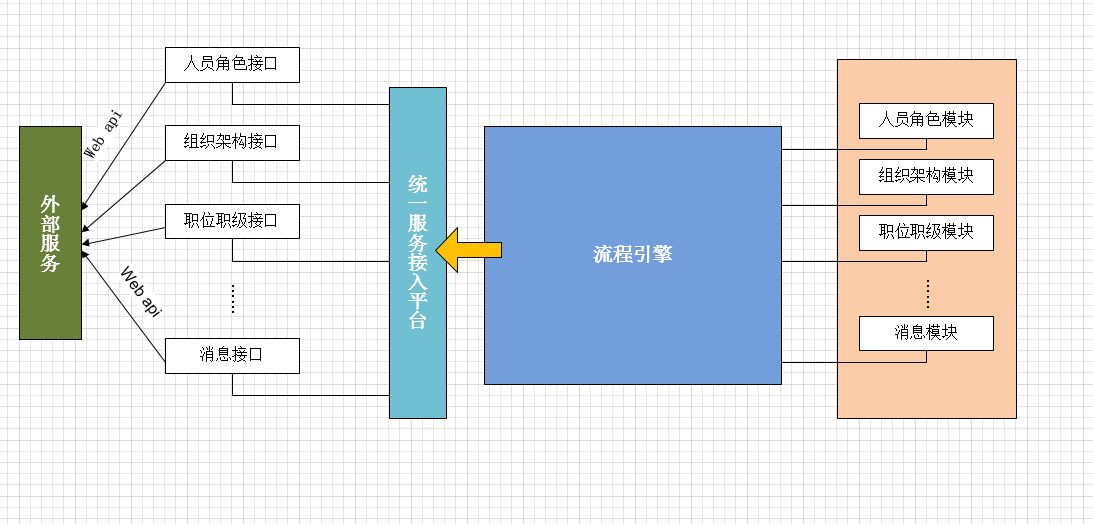 人员角色接口
Web api
组织架构接口
外部服务
职位职级接口
Web api
消息接口
统一服务接入平台
流程引擎
人员角色模块
组织架构模块
职位职级模块
消息模块